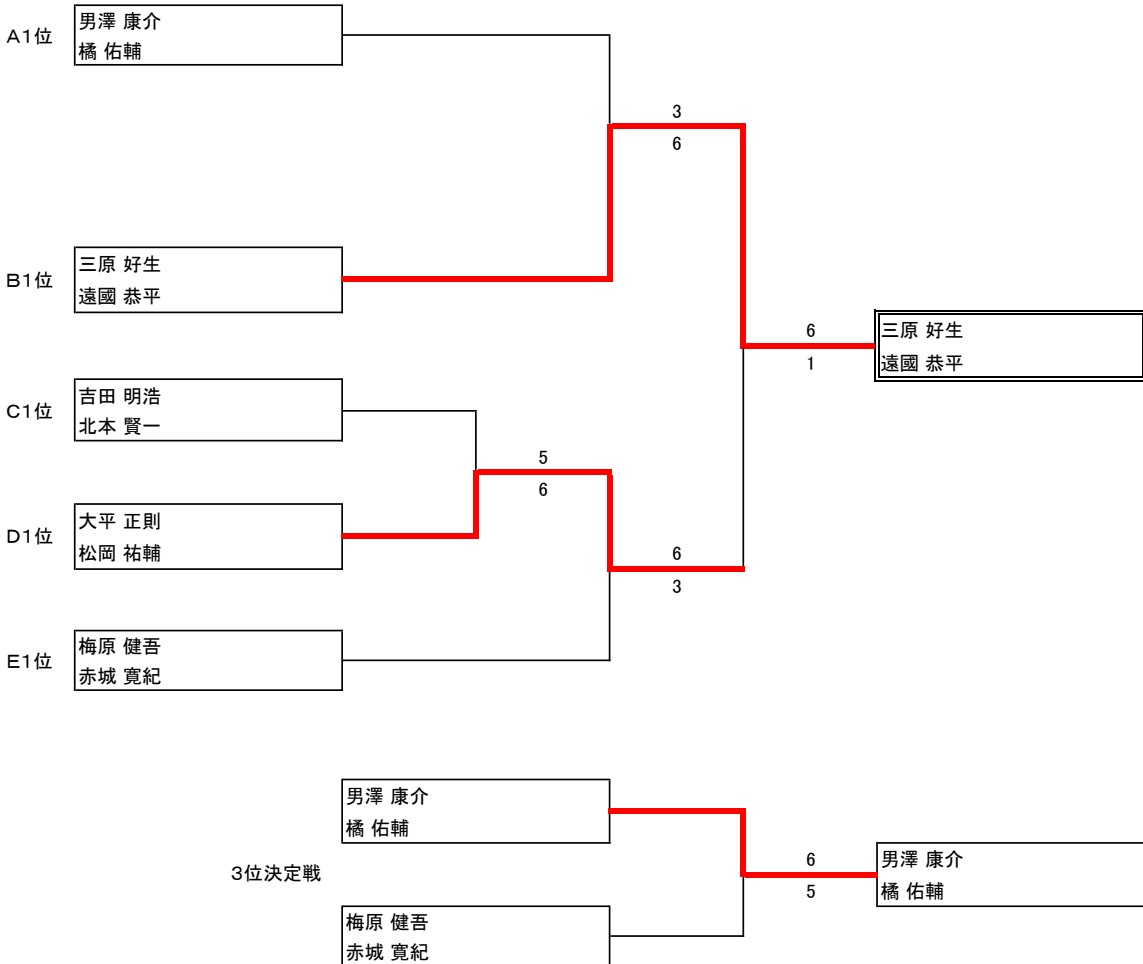 A1位
男澤 康介
橘 佑輔
3
6
B1位
三原 好生
遠國 恭平
6
1
三原 好生
遠國 恭平
C1位
吉田 明浩
北本 賢一
5
6
D1位
大平 正則
松岡 祐輔
6
3
E1位
梅原 健吾
赤城 寛紀
3位決定戦
男澤 康介
橘 佑輔
6
5
男澤 康介
橘 佑輔
梅原 健吾
赤城 寛紀